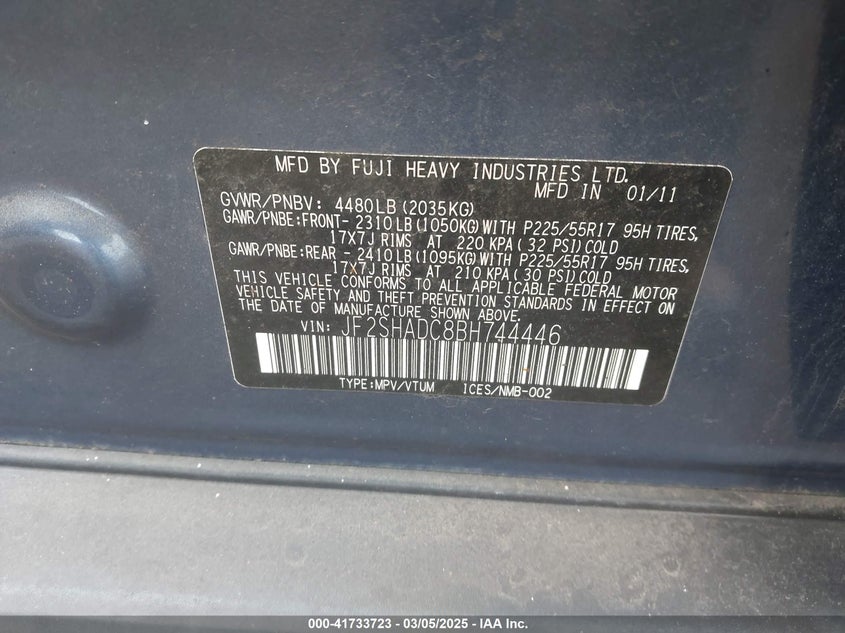 MFD BY FUJI HEAVY INDUSTRIES LTD.
MFD IN 01/11
GVWR/PNBV: 4480LB(2035KG)
GAWR/PNBE:FRONT- 2310LB(1050KG)WITH P225/55R17 95H TIRES,
17X7J RIMS AT 220 KPA(32 PSI)COLD
GAWR/PNBE:REAR - 2410LB(1095KG)WITH P225/55R17 95H TIRES,
17X7J RIMS AT 210 KPA(30 PSI)COLD
THIS VEHICLE CONFORMS TO ALL APPLICABLE FEDERAL MOTOR
VEHICLE SAFETY AND THEFT PREVENTION STANDARDS IN EFFECT ON
THE DATE OF MANUFACTURE SHOWN ABOVE.
VIN: JF2SHADC8BH744446
TYPE:MPV/VTUM ICES/NMB-002
000-41733723 - 03/05/2025 - IAA Inc.